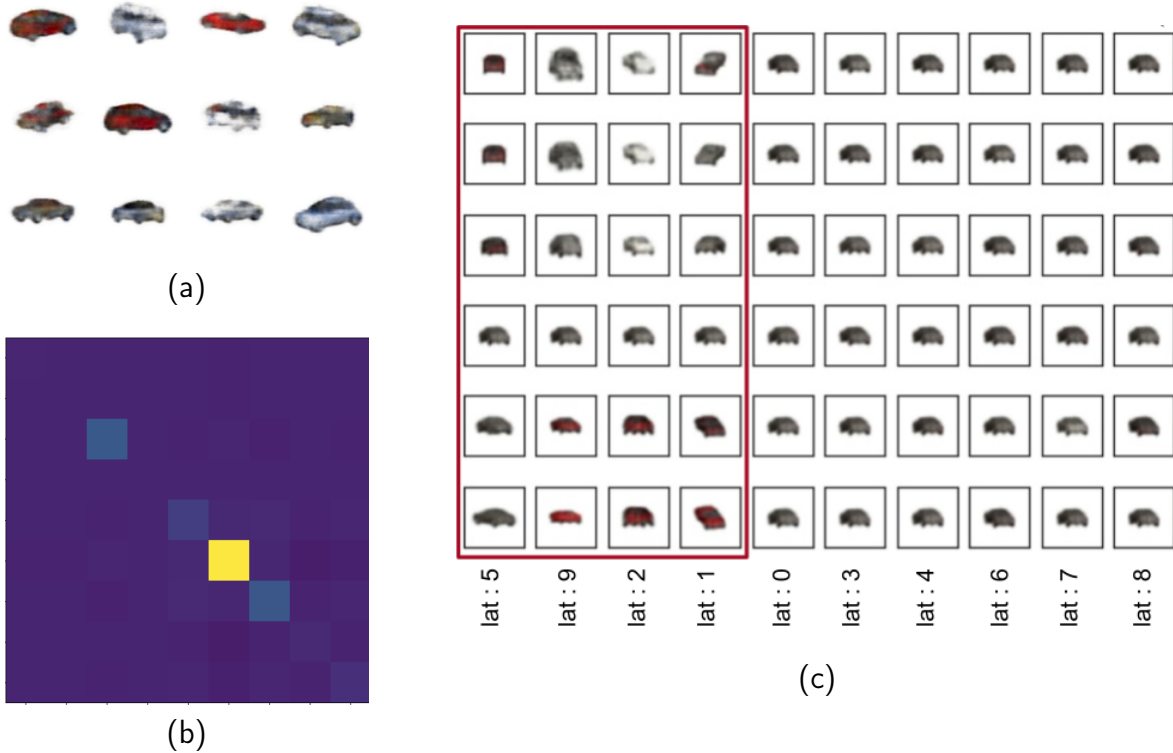 (a)
(b)
lat : 5
lat : 9
lat : 2
lat : 1
lat : 0
lat : 3
lat : 4
lat : 6
lat : 7
lat : 8
(c)